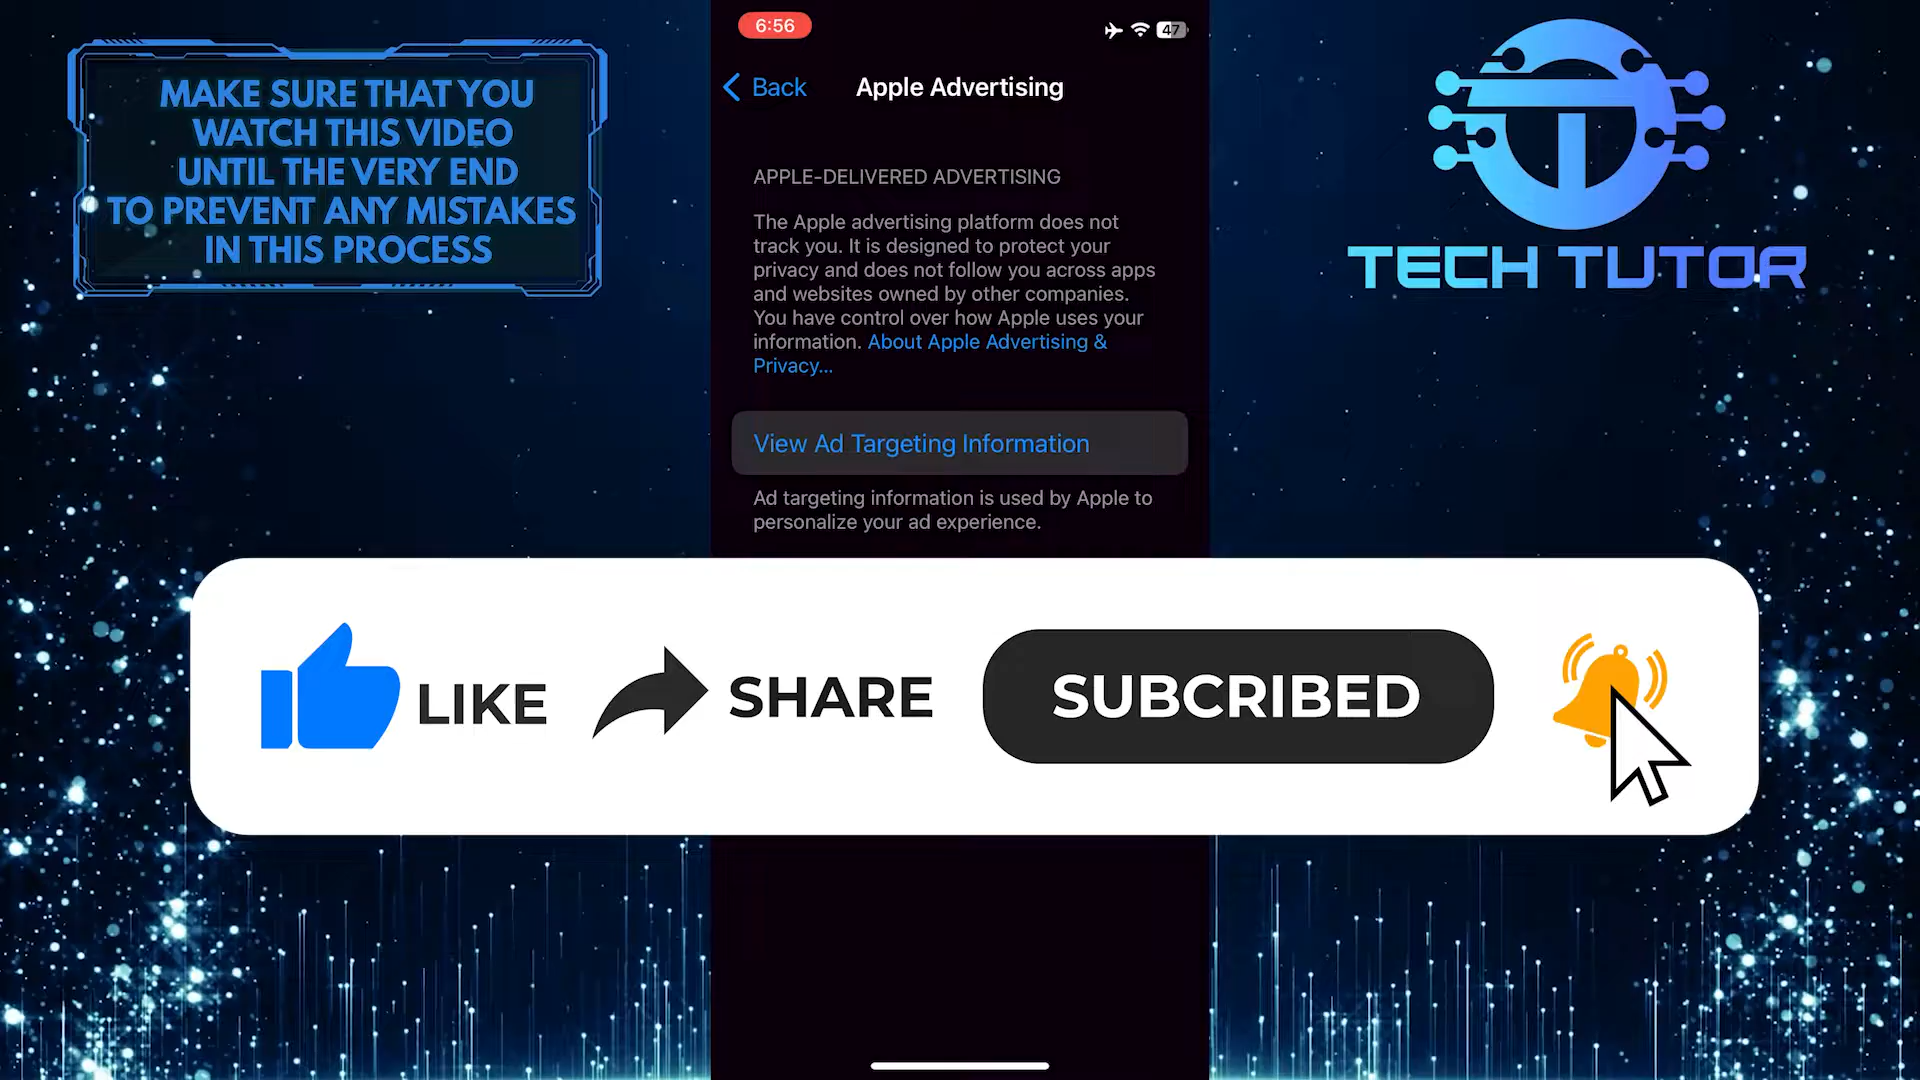 MAKE SURE THAT YOU
WATCH THIS VIDEO
UNTIL THE VERY END
TO PREVENT ANY MISTAKES
IN THIS PROCESS
6:56
47
Back
Apple Advertising
TECH TUTOR
APPLE-DELIVERED ADVERTISING
The Apple advertising platform does not
track you. It is designed to protect your
privacy and does not follow you across apps
and websites owned by other companies.
You have control over how Apple uses your
information. About Apple Advertising &
Privacy...
View Ad Targeting Information
Ad targeting information is used by Apple to
personalize your ad experience.
LIKE
SHARE
SUBCRIBED